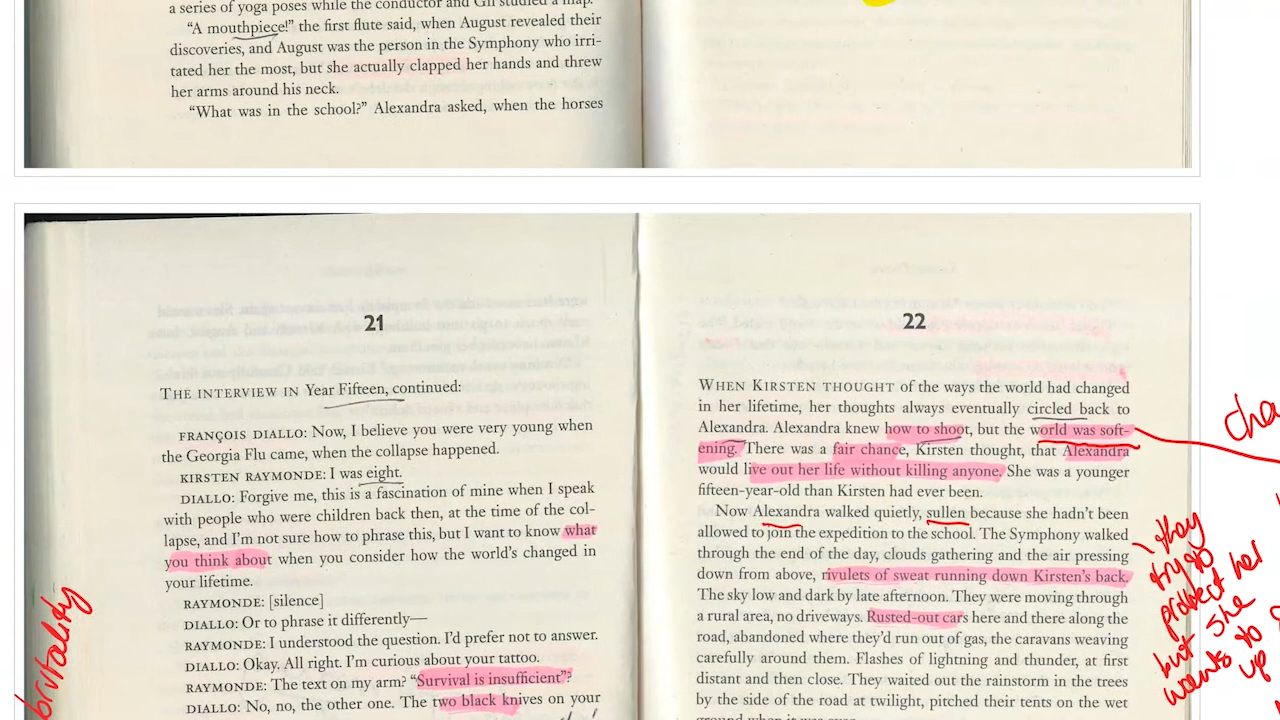 a series of yoga poses while the conductor and Gil studied a map.
“A mouthpiece!” the first flute said, when August revealed their
discoveries, and August was the person in the Symphony who irri-
tated her the most, but she actually clapped her hands and threw
her arms around his neck.
“What was in the school?” Alexandra asked, when the horses
21
THE INTERVIEW IN Year Fifteen, continued:
FRANÇOIS DIALLO: Now, I believe you were very young when
the Georgia Flu came, when the collapse happened.
KIRSTEN RAYMONDE: I was eight.
DIALLO: Forgive me, this is a fascination of mine when I speak
with people who were children back then, at the time of the col-
lapse, and I’m not sure how to phrase this, but I want to know what
you think about when you consider how the world’s changed in
your lifetime.
RAYMONDE: [silence]
DIALLO: Or to phrase it differently—
RAYMONDE: I understood the question. I’d prefer not to answer.
DIALLO: Okay. All right. I’m curious about your tattoo.
RAYMONDE: The text on my arm? “Survival is insufficient”?
DIALLO: No, no, the other one. The two black knives on your
brutality
22
WHEN KIRSTEN THOUGHT of the ways the world had changed
in her lifetime, her thoughts always eventually circled back to
Alexandra. Alexandra knew how to shoot, but the world was soft-
ening. There was a fair chance, Kirsten thought, that Alexandra
would live out her life without killing anyone. She was a younger
fifteen-year-old than Kirsten had ever been.
Now Alexandra walked quietly, sullen because she hadn’t been
allowed to join the expedition to the school. The Symphony walked
through the end of the day, clouds gathering and the air pressing
down from above, rivulets of sweat running down Kirsten’s back.
The sky low and dark by late afternoon. They were moving through
a rural area, no driveways. Rusted-out cars here and there along the
road, abandoned where they’d run out of gas, the caravans weaving
carefully around them. Flashes of lightning and thunder, at first
distant and then close. They waited out the rainstorm in the trees
by the side of the road at twilight, pitched their tents on the wet
ground when it was over.
cha
they
try to
protect her
but she
wants to
up